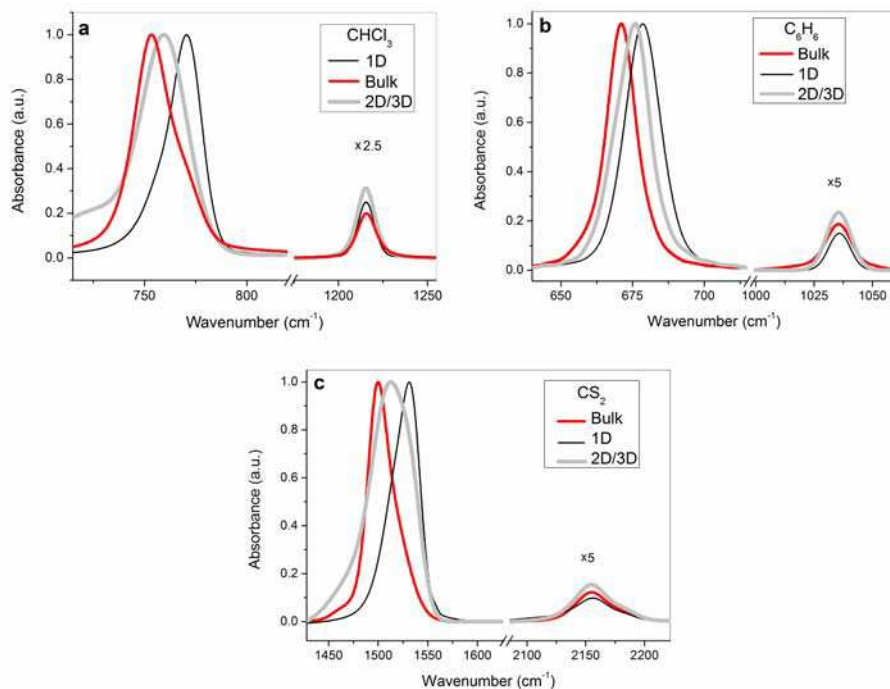 a
CHCl₃
1D
Bulk
2D/3D
x 2.5
Absorbance (a.u.)
1.0
0.8
0.6
0.4
0.2
0.0
750 800 1200 1250
Wavenumber (cm⁻¹)
b
C₆H₆
Bulk
1D
2D/3D
x5
Absorbance (a.u.)
1.0
0.8
0.6
0.4
0.2
0.0
650 675 700 1000 1025 1050
Wavenumber (cm⁻¹)
c
CS₂
Bulk
1D
2D/3D
x5
Absorbance (a.u.)
1.0
0.8
0.6
0.4
0.2
0.0
1450 1500 1550 1600 2100 2150 2200
Wavenumber (cm⁻¹)